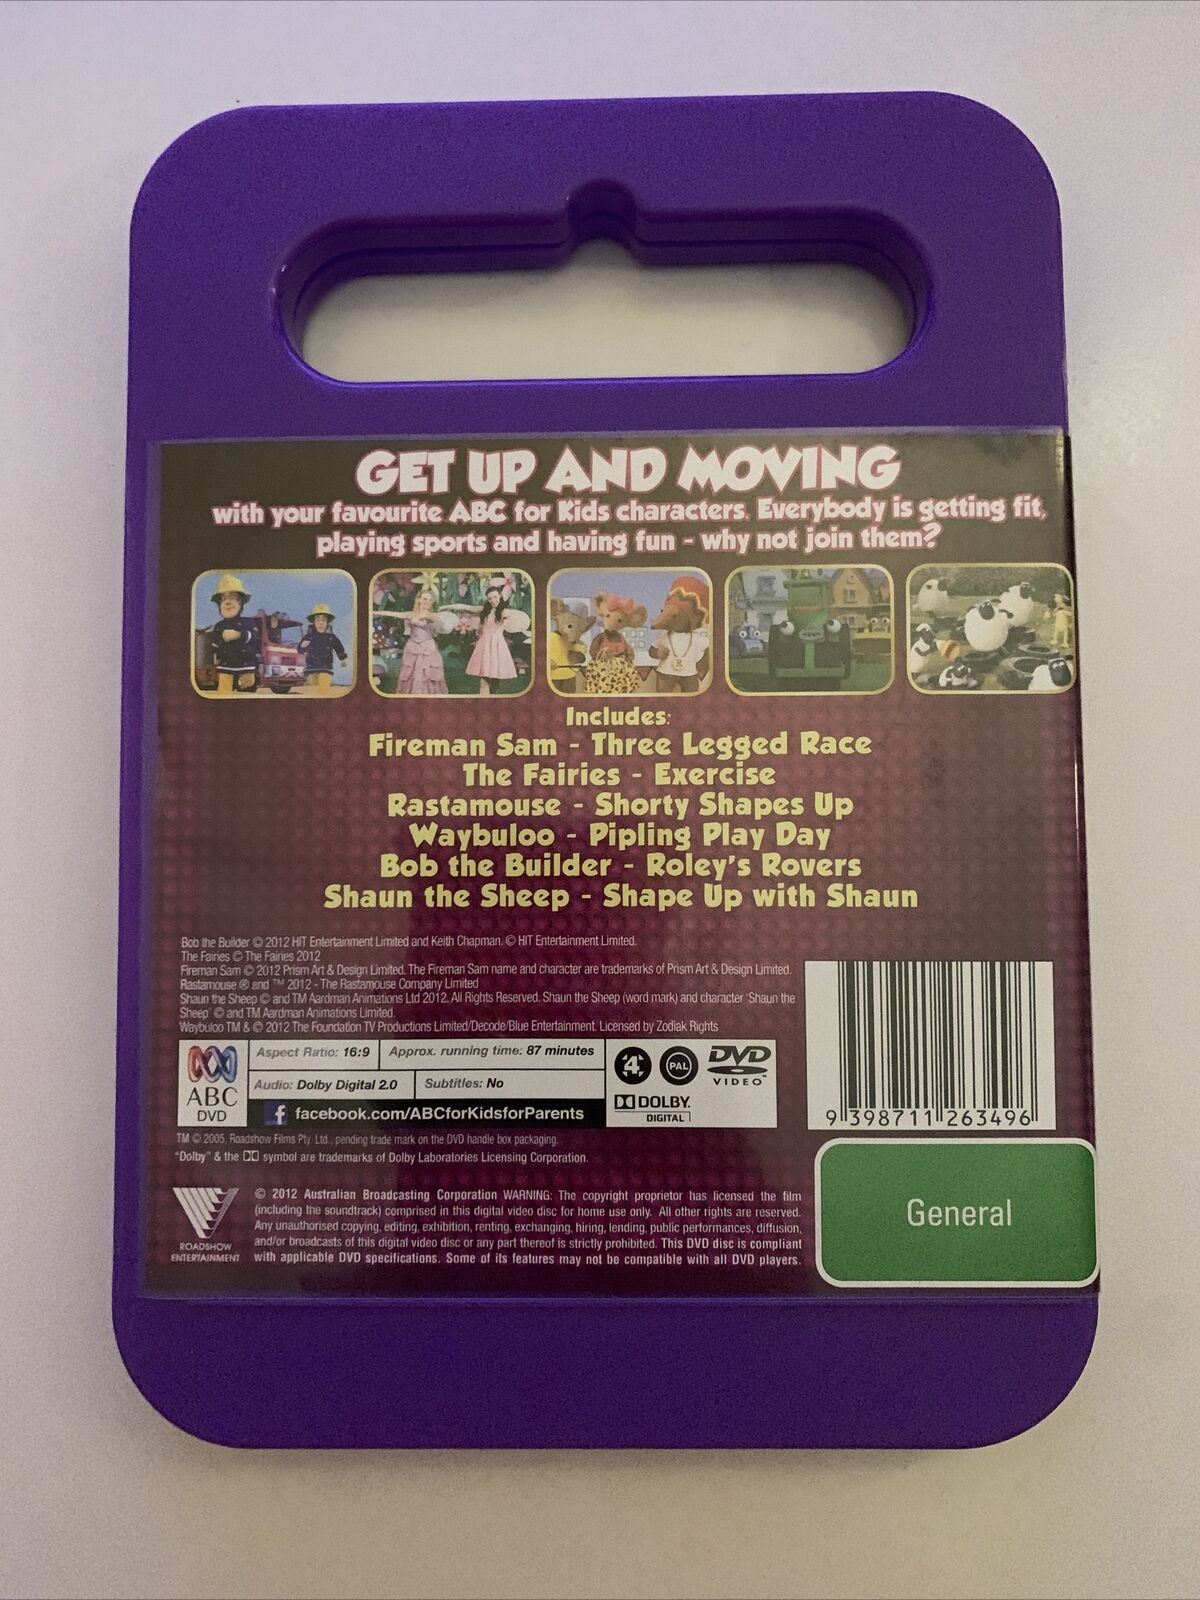 GET UP AND MOVING
with your favourite ABC for Kids characters. Everybody is getting fit,
playing sports and having fun - why not join them?
Includes:
Fireman Sam - Three Legged Race
The Fairies - Exercise
Rastamouse - Shorty Shapes Up
Waybuloo - Pipling Play Day
Bob the Builder - Roley's Rovers
Shaun the Sheep - Shape Up with Shaun
Bob the Builder © 2012 HIT Entertainment Limited and Keith Chapman. © HIT Entertainment Limited.
The Fairies © The Fairies 2012
Fireman Sam © 2012 Prism Art & Design Limited. The Fireman Sam name and character are trademarks of Prism Art & Design Limited.
Rastamouse ® and ™ 2012 - The Rastamouse Company Limited
Shaun the Sheep © and TM Aardman Animations Ltd 2012. All Rights Reserved. Shaun the Sheep (word mark) and character 'Shaun the
Sheep' © and TM Aardman Animations Limited.
Waybuloo TM & © 2012 The Foundation TV Productions Limited/Decode/Blue Entertainment. Licensed by Zodiak Rights
ABC
DVD
Aspect Ratio: 16:9
Approx. running time: 87 minutes
Audio: Dolby Digital 2.0
Subtitles: No
f facebook.com/ABCforKidsforParents
4
PAL
DVD
VIDEO™
DOLBY
DIGITAL
9 398711 263496
TM © 2005, Roadshow Films Pty. Ltd., pending trade mark on the DVD handle box packaging.
"Dolby" & the DD symbol are trademarks of Dolby Laboratories Licensing Corporation.
ROADSHOW
ENTERTAINMENT
© 2012 Australian Broadcasting Corporation WARNING: The copyright proprietor has licensed the film
(including the soundtrack) comprised in this digital video disc for home use only. All other rights are reserved.
Any unauthorised copying, editing, exhibition, renting, exchanging, hiring, lending, public performances, diffusion,
and/or broadcasts of this digital video disc or any part thereof is strictly prohibited. This DVD disc is compliant
with applicable DVD specifications. Some of its features may not be compatible with all DVD players.
General